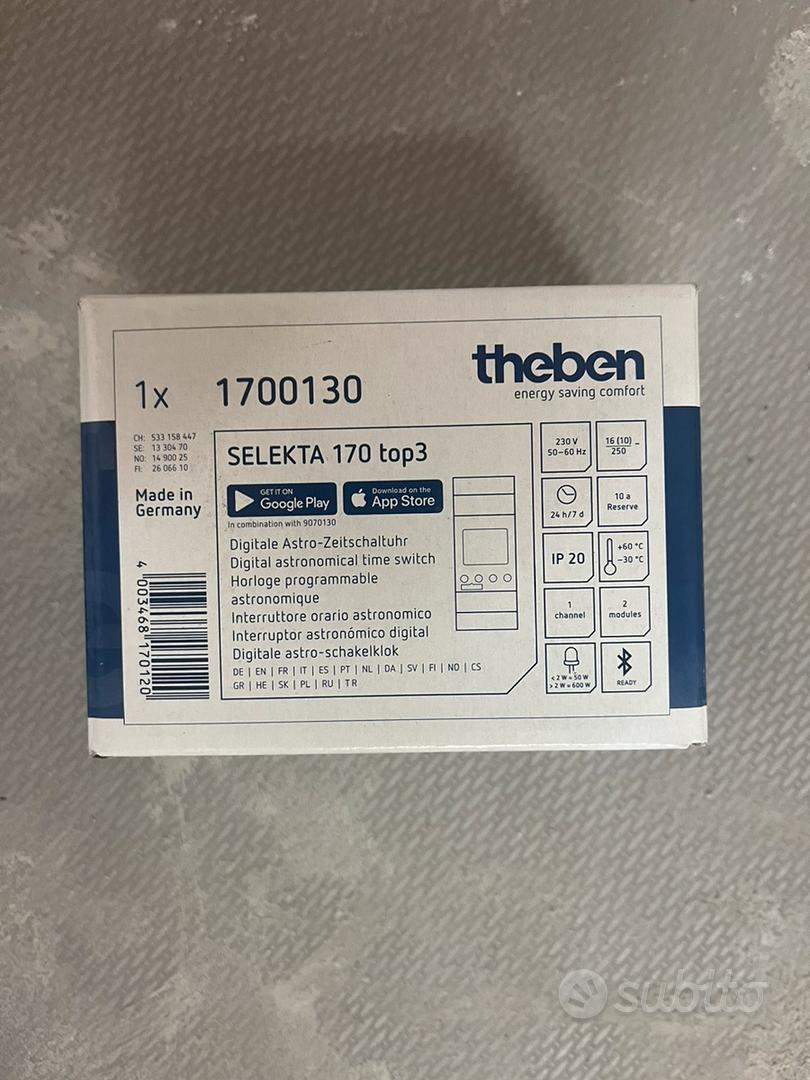 theben
energy saving comfort
1x 1700130
CH: 533 158 447
SE: 13 304 70
NO: 14 900 25
FI: 26 066 10
Made in
Germany
4 003468 170120
SELEKTA 170 top3
GET IT ON
Google Play
Download on the
App Store
In combination with 9070130
Digitale Astro-Zeitschaltuhr
Digital astronomical time switch
Horloge programmable
astronomique
Interruttore orario astronomico
Interruptor astronómico digital
Digitale astro-schakelklok
DE | EN | FR | IT | ES | PT | NL | DA | SV | FI | NO | CS
GR | HE | SK | PL | RU | TR
230 V
50–60 Hz
16 (10)
250
24 h/7 d
10 a
Reserve
IP 20
+60 °C
–30 °C
1
channel
2
modules
< 2 W = 50 W
> 2 W = 600 W
READY
subito